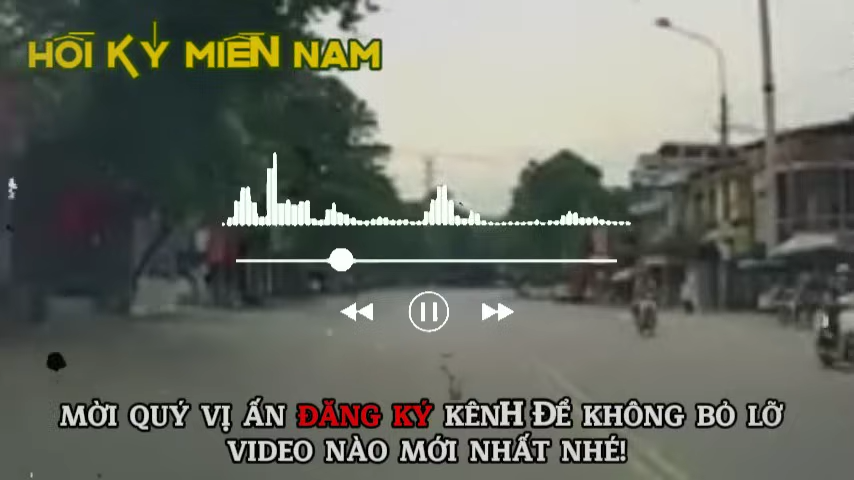 HỒI KÝ MIỀN NAM
MỜI QUÝ VỊ ẤN ĐĂNG KÝ KÊNH ĐỂ KHÔNG BỎ LỠ
VIDEO NÀO MỚI NHẤT NHÉ!